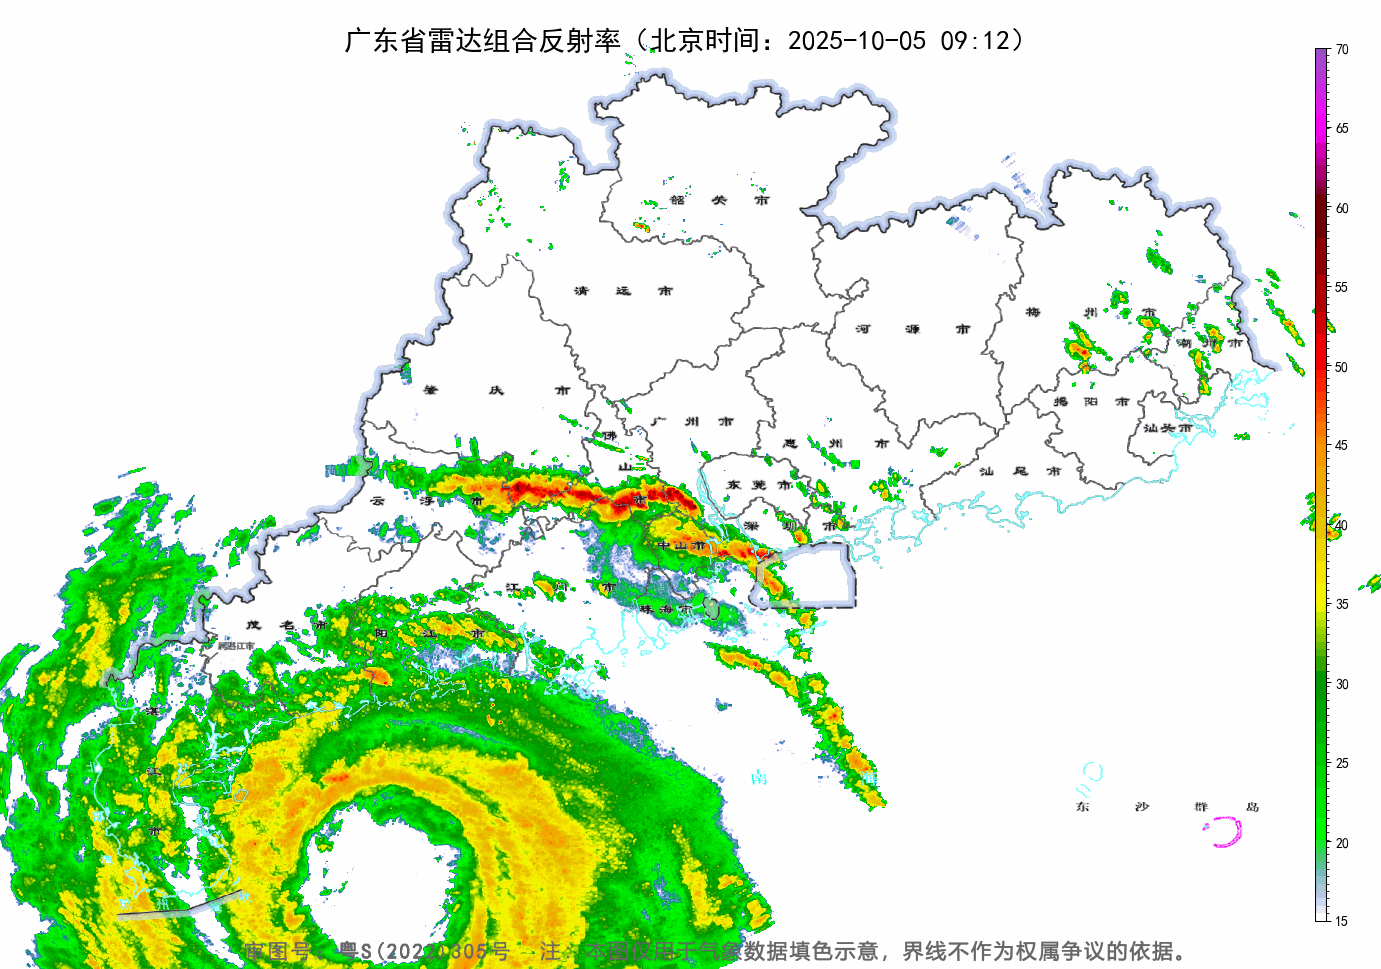 广东省雷达组合反射率（北京时间：2025-10-05 09:12）
70
65
60
55
50
45
40
35
30
25
20
15
韶关市
清远市
河源市
梅州市
潮州市
肇庆市
广州市
佛山市
惠州市
揭阳市
汕头市
汕尾市
东莞市
云浮市
深圳市
中山市
江门市
珠海市
茂名市
阳江市
属湛江市
湛江市
南海
东沙群岛
审图号：粤S(2022)305号 注：本图仅用于气象数据填色示意，界线不作为权属争议的依据。